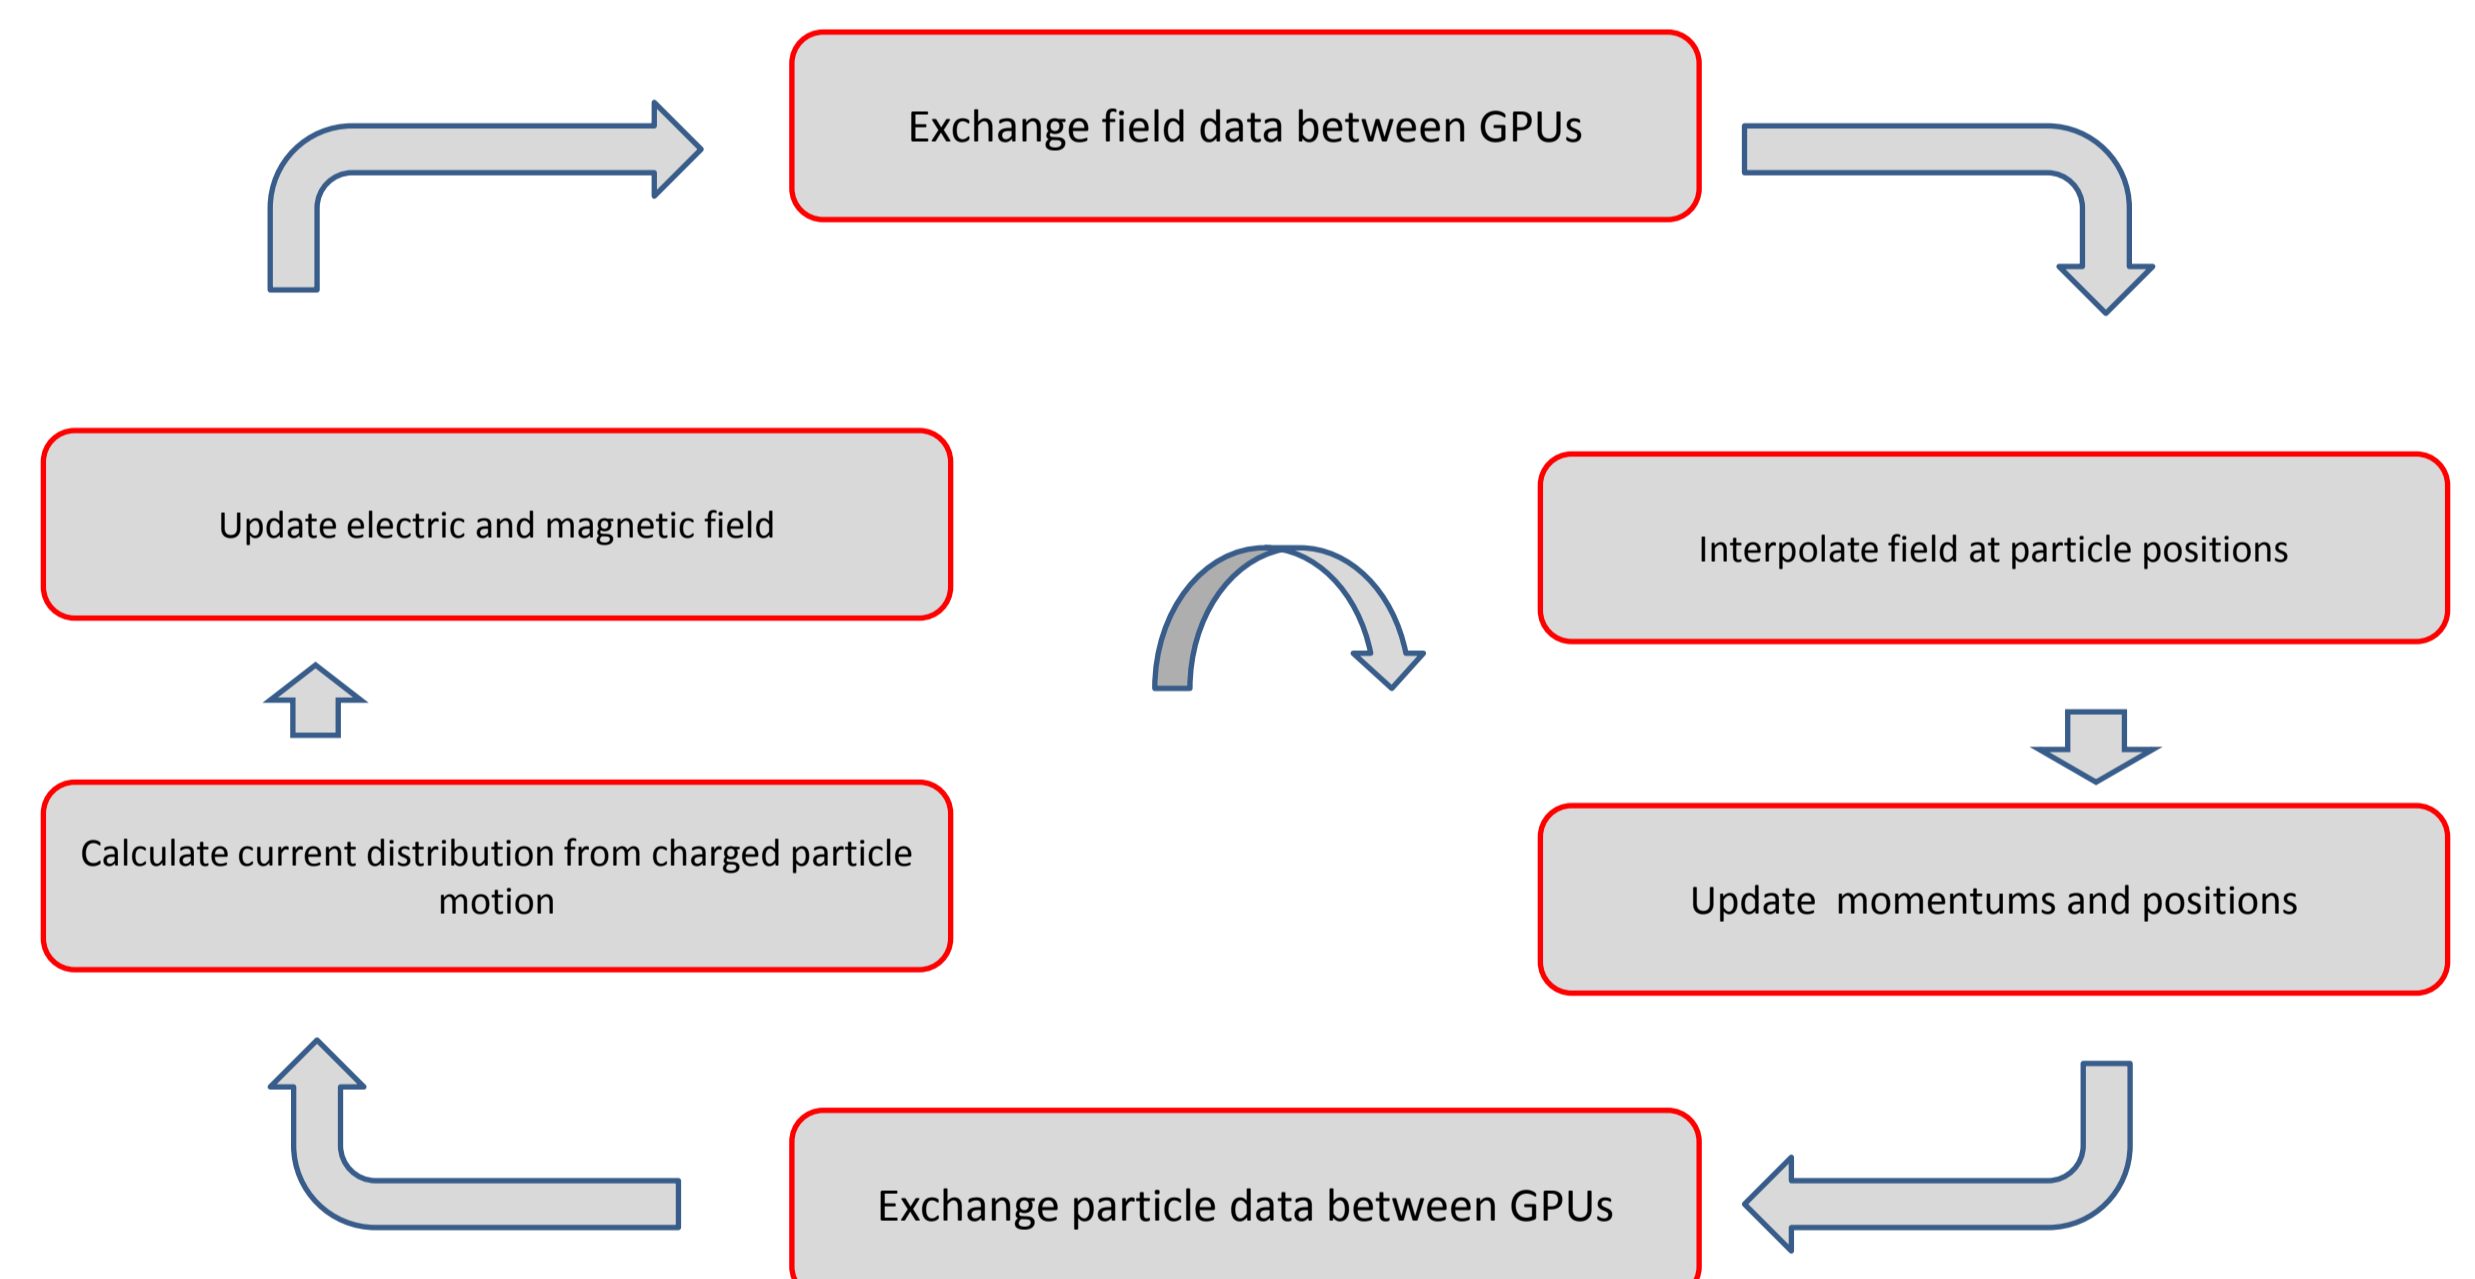 Exchange field data between GPUs
Update electric and magnetic field
Interpolate field at particle positions
Calculate current distribution from charged particle
motion
Update  momentums and positions
Exchange particle data between GPUs